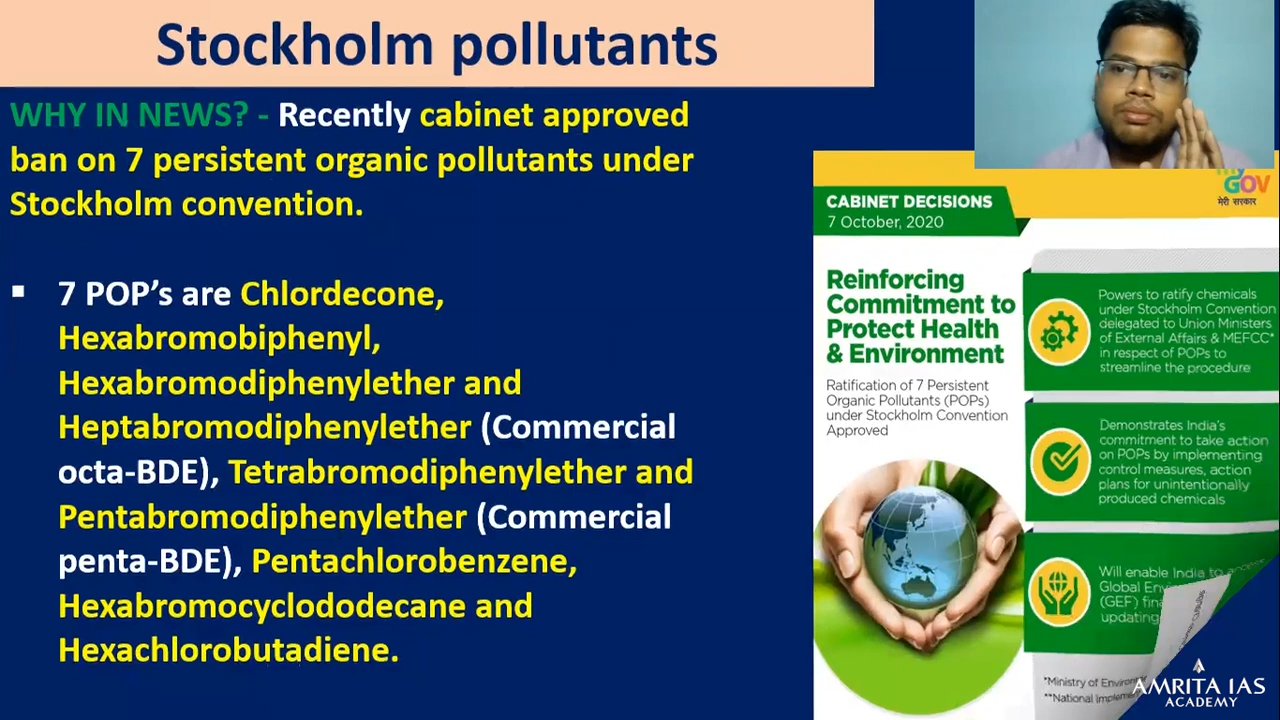 Stockholm pollutants
WHY IN NEWS? - Recently cabinet approved
ban on 7 persistent organic pollutants under
Stockholm convention.
▪ 7 POP’s are Chlordecone,
Hexabromobiphenyl,
Hexabromodiphenylether and
Heptabromodiphenylether (Commercial
octa-BDE), Tetrabromodiphenylether and
Pentabromodiphenylether (Commercial
penta-BDE), Pentachlorobenzene,
Hexabromocyclododecane and
Hexachlorobutadiene.
GOV
मेरी सरकार
CABINET DECISIONS
7 October, 2020
Reinforcing
Commitment to
Protect Health
& Environment
Ratification of 7 Persistent
Organic Pollutants (POPs)
under Stockholm Convention
Approved
Powers to ratify chemicals
under Stockholm Convention
delegated to Union Ministers
of External Affairs & MEFCC*
in respect of POPs to
streamline the procedure
Demonstrates India's
commitment to take action
on POPs by implementing
control measures, action
plans for unintentionally
produced chemicals
Will enable India to
Global
(GEF)
updating
*Ministry of
**National
AMRITA IAS
ACADEMY